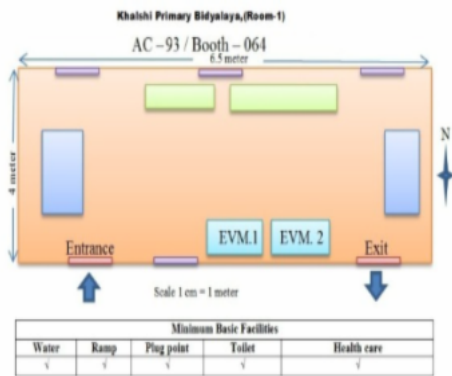 Khalshi Primary Bidyalaya,(Room-1)
AC – 93 / Booth – 064
6.5 meter
4 meter
N
EVM.1 EVM. 2
Entrance Exit
Scale 1 cm = 1 meter
Minimum Basic Facilities
Water Ramp Plug point Toilet Health care
√ √ √ √ √